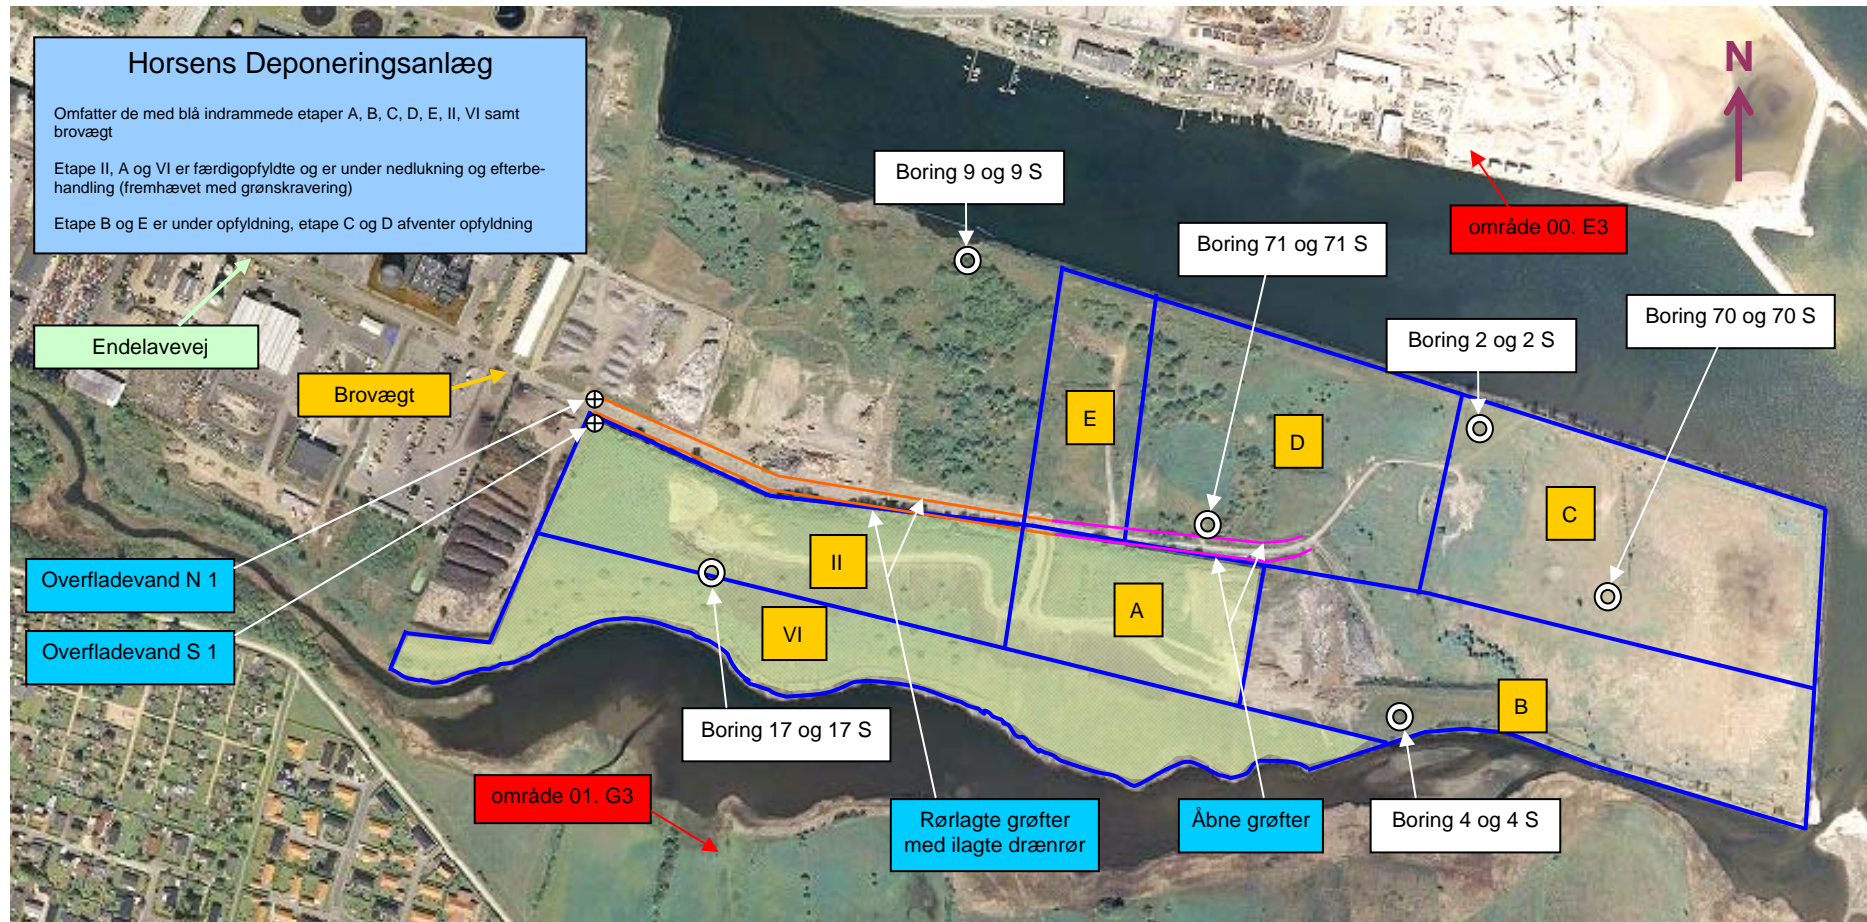 Horsens Deponeringsanlæg
Omfatter de med blå indrammede etaper A, B, C, D, E, II, VI samt
brovægt
Etape II, A og VI er færdigopfyldte og er under nedlukning og efterbe-
handling (fremhævet med grønskravering)
Etape B og E er under opfyldning, etape C og D afventer opfyldning
N
Boring 9 og 9 S
område 00. E3
Boring 71 og 71 S
Boring 70 og 70 S
Boring 2 og 2 S
Endelavevej
Brovægt
E
D
C
II
A
VI
B
Overfladevand N 1
Overfladevand S 1
Boring 17 og 17 S
område 01. G3
Rørlagte grøfter
med ilagte drænrør
Åbne grøfter
Boring 4 og 4 S